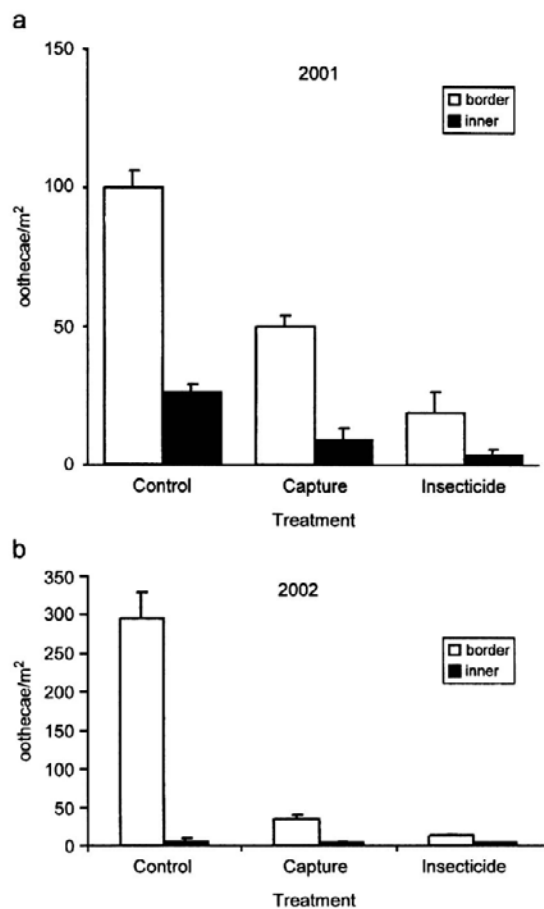 a
2001
border
inner
150
100
50
0
oothecae/m²
Control Capture Insecticide
Treatment
b
2002
border
inner
350
300
250
200
150
100
50
0
oothecae/m²
Control Capture Insecticide
Treatment